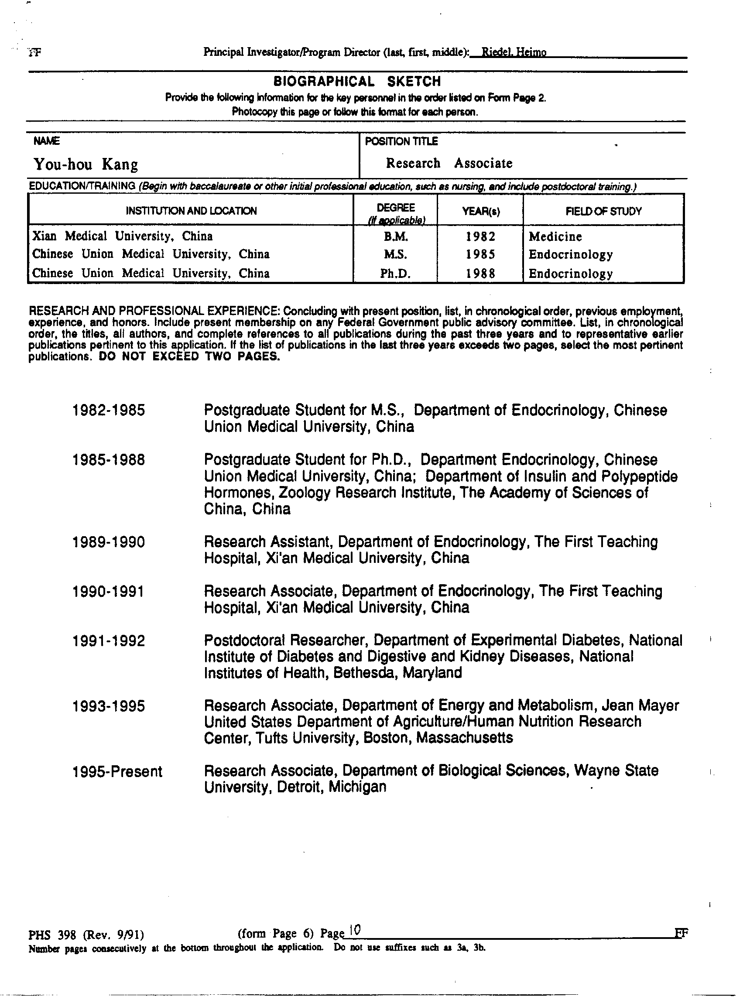 FF Principal Investigator/Program Director (last, first, middle): Riedel, Heimo
BIOGRAPHICAL SKETCH
Provide the following information for the key personnel in the order listed on Form Page 2.
Photocopy this page or follow this format for each person.
NAME POSITION TITLE
You-hou Kang Research Associate
EDUCATION/TRAINING (Begin with baccalaureate or other initial professional education, such as nursing, and include postdoctoral training.)
INSTITUTION AND LOCATION DEGREE (if applicable) YEAR(s) FIELD OF STUDY
Xian Medical University, China B.M. 1982 Medicine
Chinese Union Medical University, China M.S. 1985 Endocrinology
Chinese Union Medical University, China Ph.D. 1988 Endocrinology
RESEARCH AND PROFESSIONAL EXPERIENCE: Concluding with present position, list, in chronological order, previous employment,
experience, and honors. Include present membership on any Federal Government public advisory committee. List, in chronological
order, the titles, all authors, and complete references to all publications during the past three years and to representative earlier
publications pertinent to this application. If the list of publications in the last three years exceeds two pages, select the most pertinent
publications. DO NOT EXCEED TWO PAGES.
1982-1985 Postgraduate Student for M.S., Department of Endocrinology, Chinese
Union Medical University, China
1985-1988 Postgraduate Student for Ph.D., Department Endocrinology, Chinese
Union Medical University, China; Department of Insulin and Polypeptide
Hormones, Zoology Research Institute, The Academy of Sciences of
China, China
1989-1990 Research Assistant, Department of Endocrinology, The First Teaching
Hospital, Xi'an Medical University, China
1990-1991 Research Associate, Department of Endocrinology, The First Teaching
Hospital, Xi'an Medical University, China
1991-1992 Postdoctoral Researcher, Department of Experimental Diabetes, National
Institute of Diabetes and Digestive and Kidney Diseases, National
Institutes of Health, Bethesda, Maryland
1993-1995 Research Associate, Department of Energy and Metabolism, Jean Mayer
United States Department of Agriculture/Human Nutrition Research
Center, Tufts University, Boston, Massachusetts
1995-Present Research Associate, Department of Biological Sciences, Wayne State
University, Detroit, Michigan
PHS 398 (Rev. 9/91) (form Page 6) Page 10 FF
Number pages consecutively at the bottom throughout the application. Do not use suffixes such as 3a, 3b.